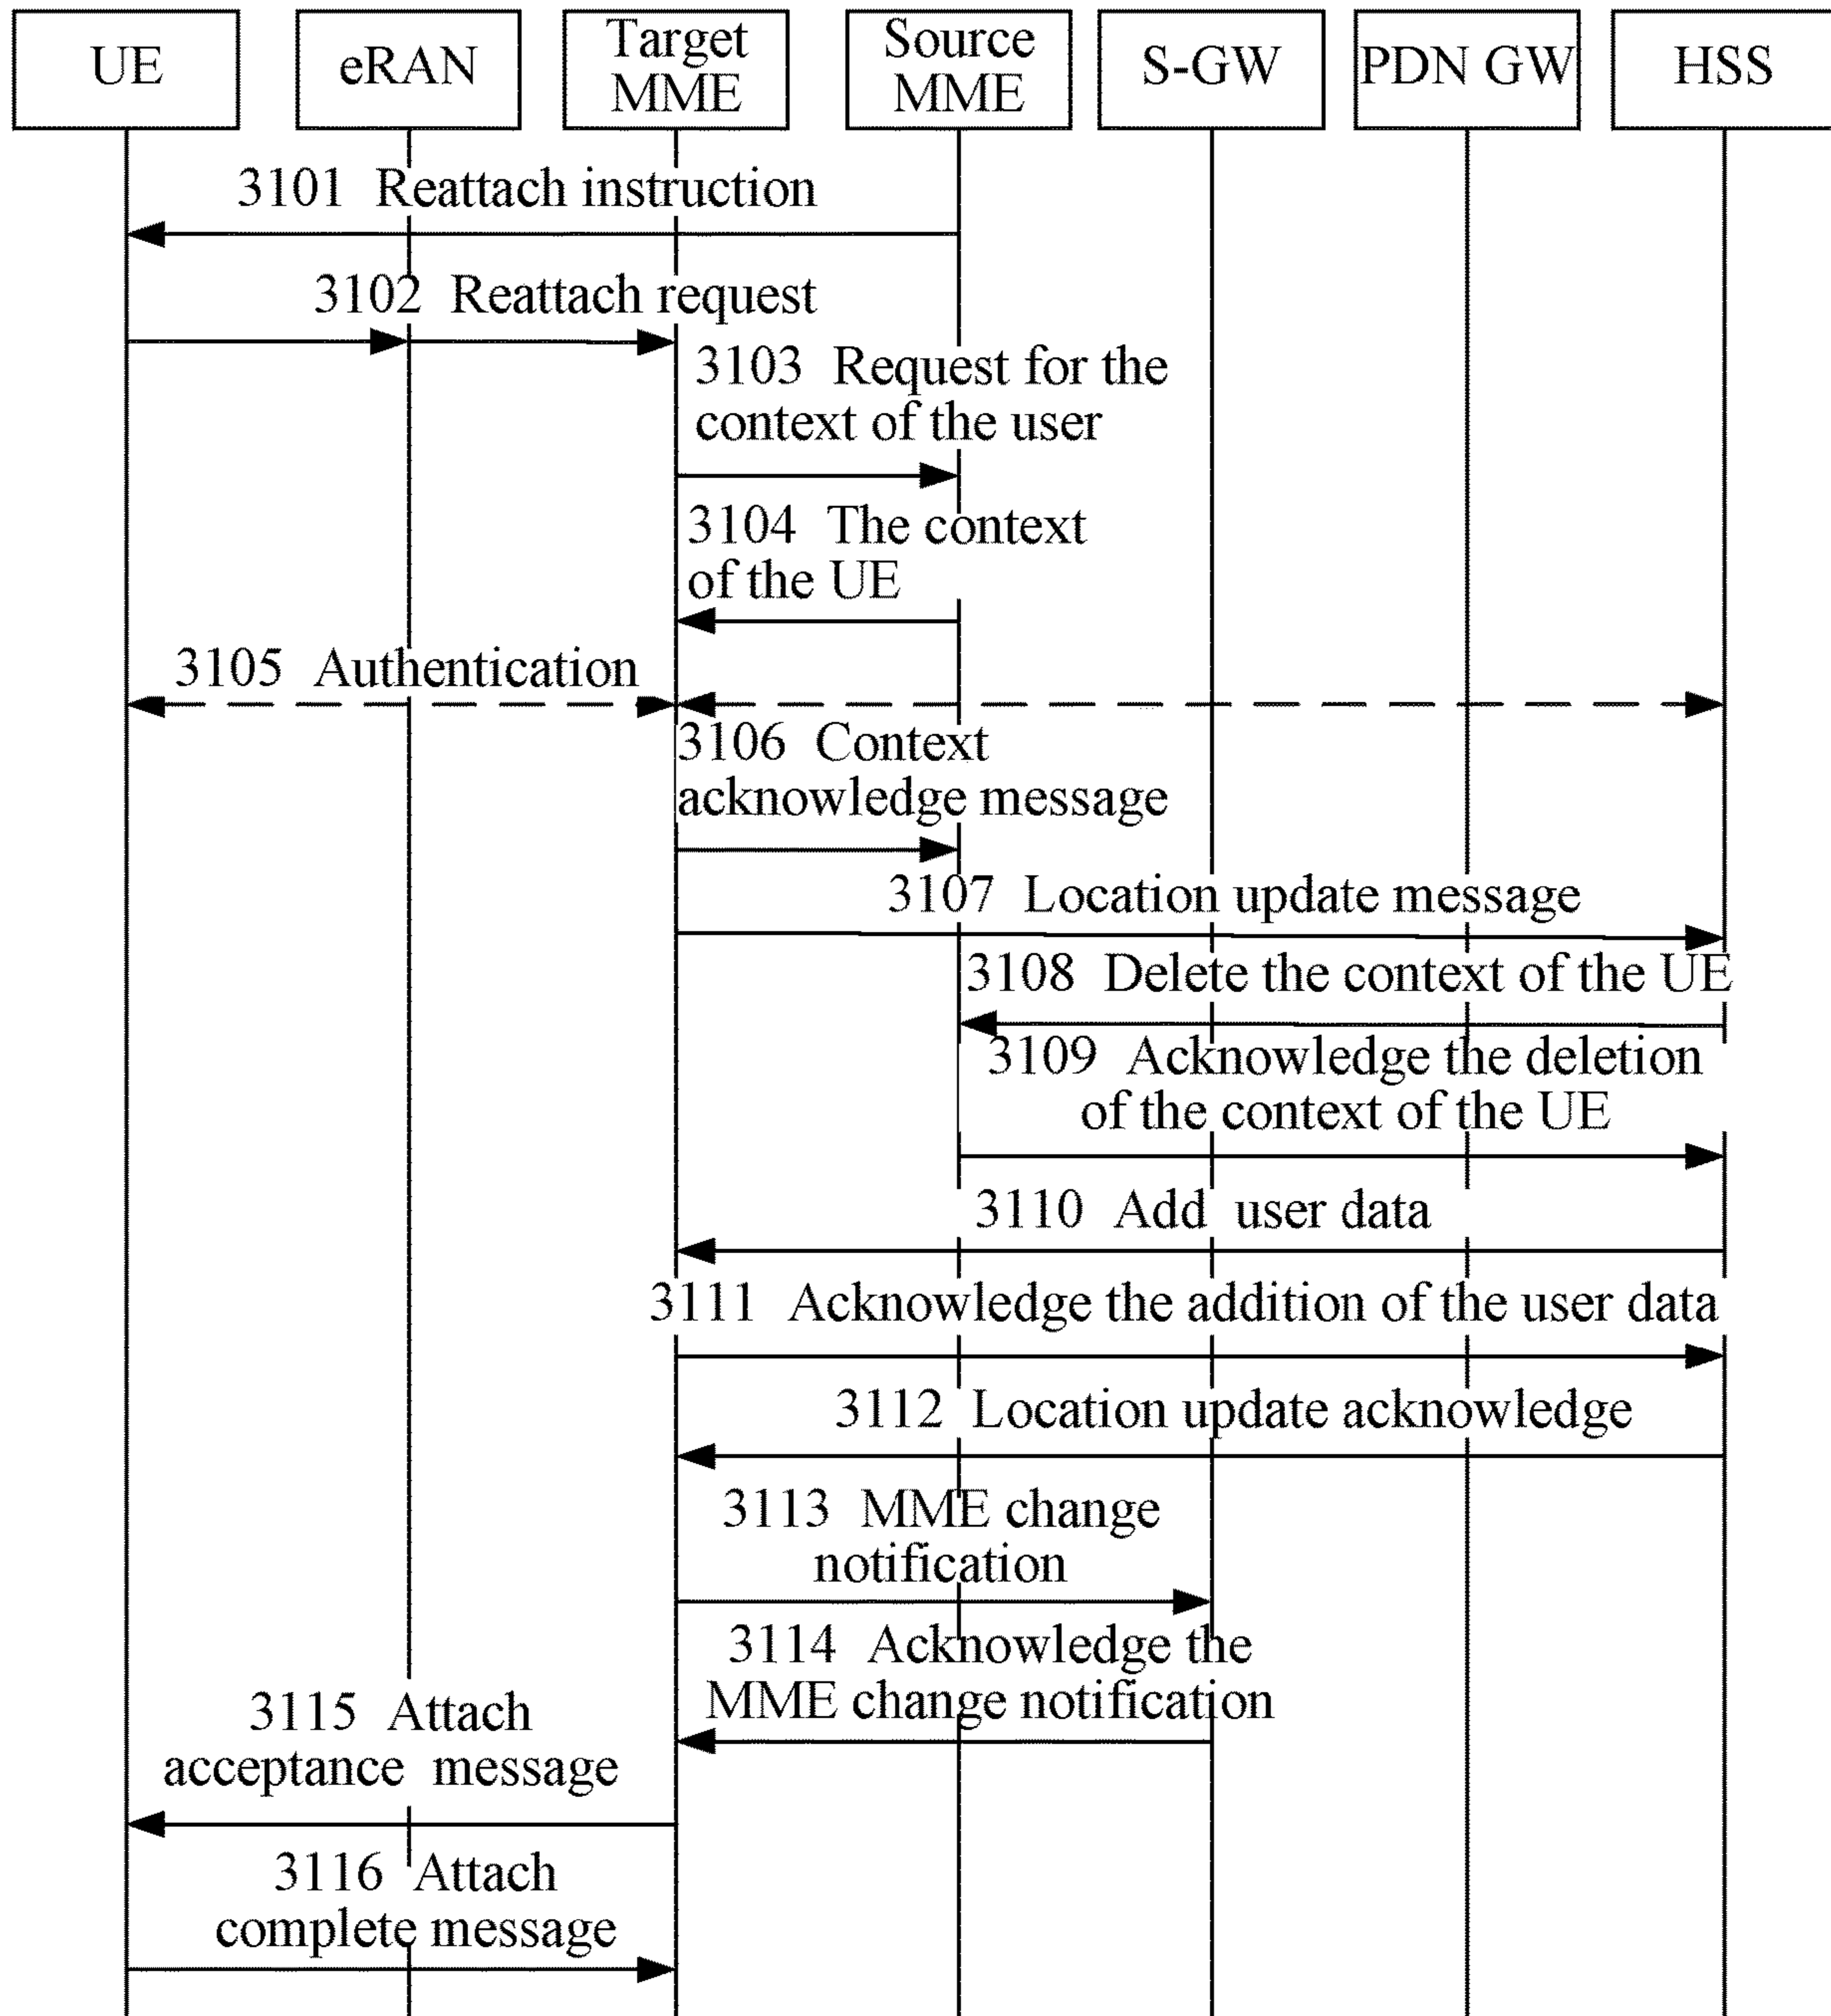 UE
eRAN
Target
MME
Source
MME
S-GW
PDN GW
HSS
3101 Reattach instruction
3102 Reattach request
3103 Request for the
context of the user
3104 The context
of the UE
3105 Authentication
3106 Context
acknowledge message
3107 Location update message
3108 Delete the context of the UE
3109 Acknowledge the deletion
of the context of the UE
3110 Add user data
3111 Acknowledge the addition of the user data
3112 Location update acknowledge
3113 MME change
notification
3114 Acknowledge the
MME change notification
3115 Attach
acceptance message
3116 Attach
complete message